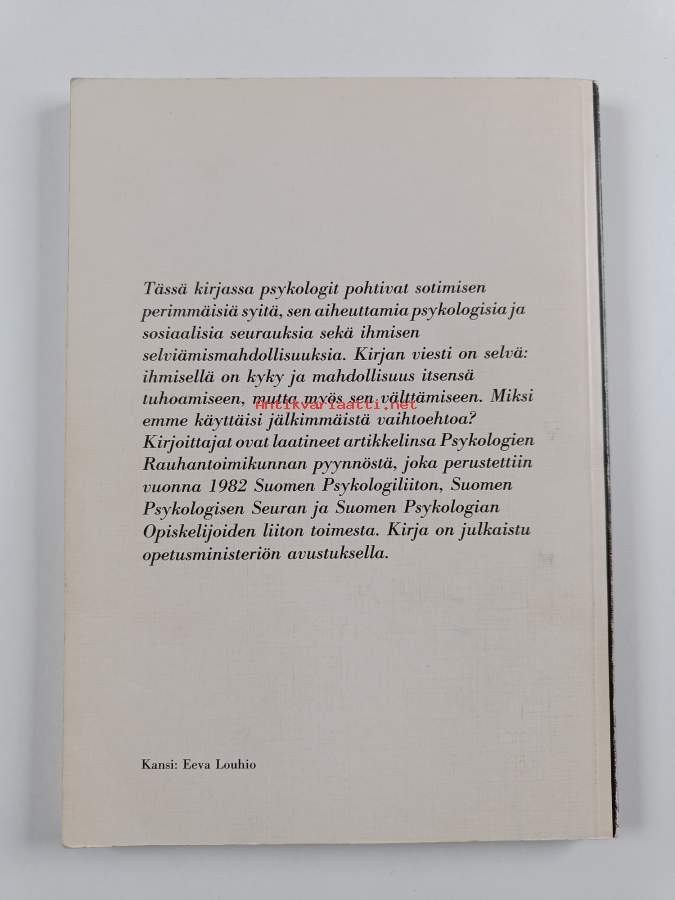 Tässä kirjassa psykologit pohtivat sotimisen
perimmäisiä syitä, sen aiheuttamia psykologisia ja
sosiaalisia seurauksia sekä ihmisen
selviämismahdollisuuksia. Kirjan viesti on selvä:
ihmisellä on kyky ja mahdollisuus itsensä
tuhoamiseen, mutta myös sen välttämiseen. Miksi
Antikvariaatti.net
emme käyttäisi jälkimmäistä vaihtoehtoa?
Kirjoittajat ovat laatineet artikkelinsa Psykologien
Rauhantoimikunnan pyynnöstä, joka perustettiin
vuonna 1982 Suomen Psykologiliiton, Suomen
Psykologisen Seuran ja Suomen Psykologian
Opiskelijoiden liiton toimesta. Kirja on julkaistu
opetusministeriön avustuksella.
Kansi: Eeva Louhio